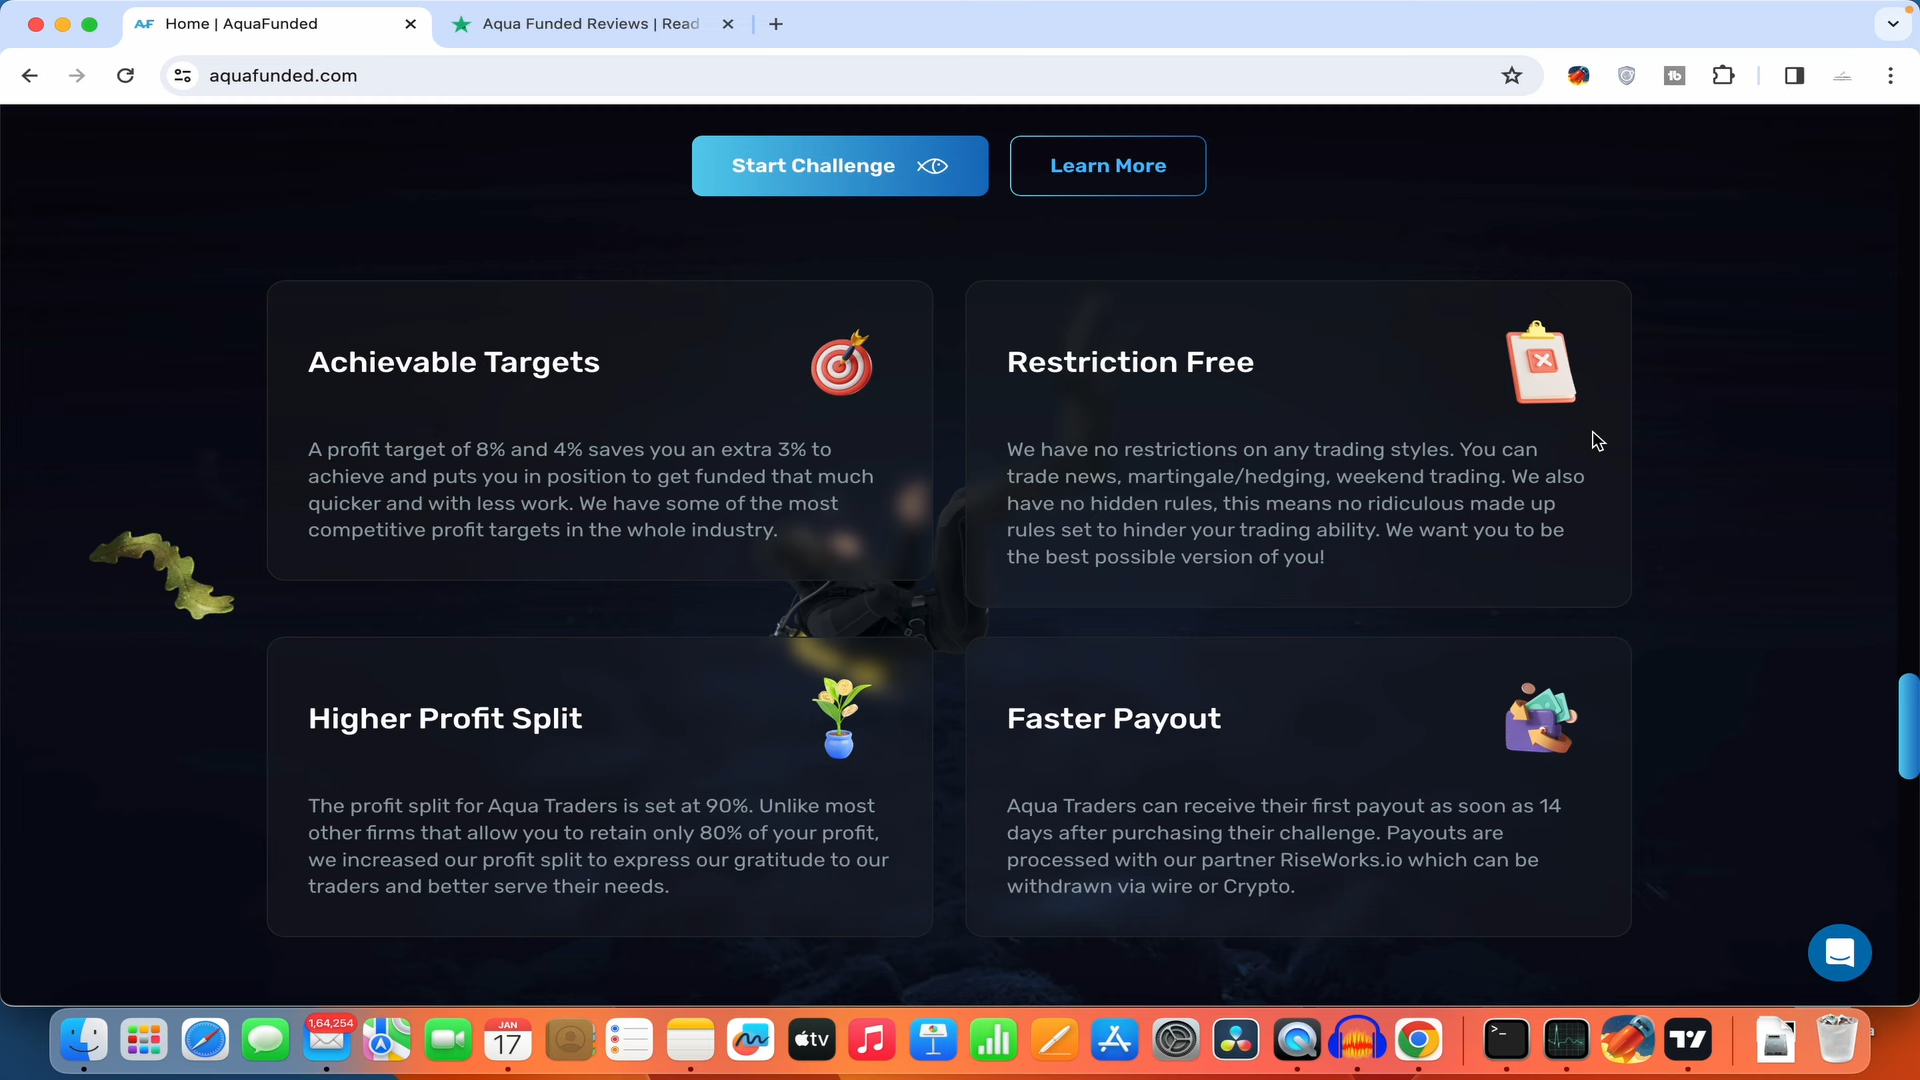 AF Home | AquaFunded
Aqua Funded Reviews | Read
aquafunded.com
tb
Start Challenge
Learn More
Achievable Targets
A profit target of 8% and 4% saves you an extra 3% to
achieve and puts you in position to get funded that much
quicker and with less work. We have some of the most
competitive profit targets in the whole industry.
Restriction Free
We have no restrictions on any trading styles. You can
trade news, martingale/hedging, weekend trading. We also
have no hidden rules, this means no ridiculous made up
rules set to hinder your trading ability. We want you to be
the best possible version of you!
Higher Profit Split
The profit split for Aqua Traders is set at 90%. Unlike most
other firms that allow you to retain only 80% of your profit,
we increased our profit split to express our gratitude to our
traders and better serve their needs.
Faster Payout
Aqua Traders can receive their first payout as soon as 14
days after purchasing their challenge. Payouts are
processed with our partner RiseWorks.io which can be
withdrawn via wire or Crypto.
1,64,254
JAN
17
tv